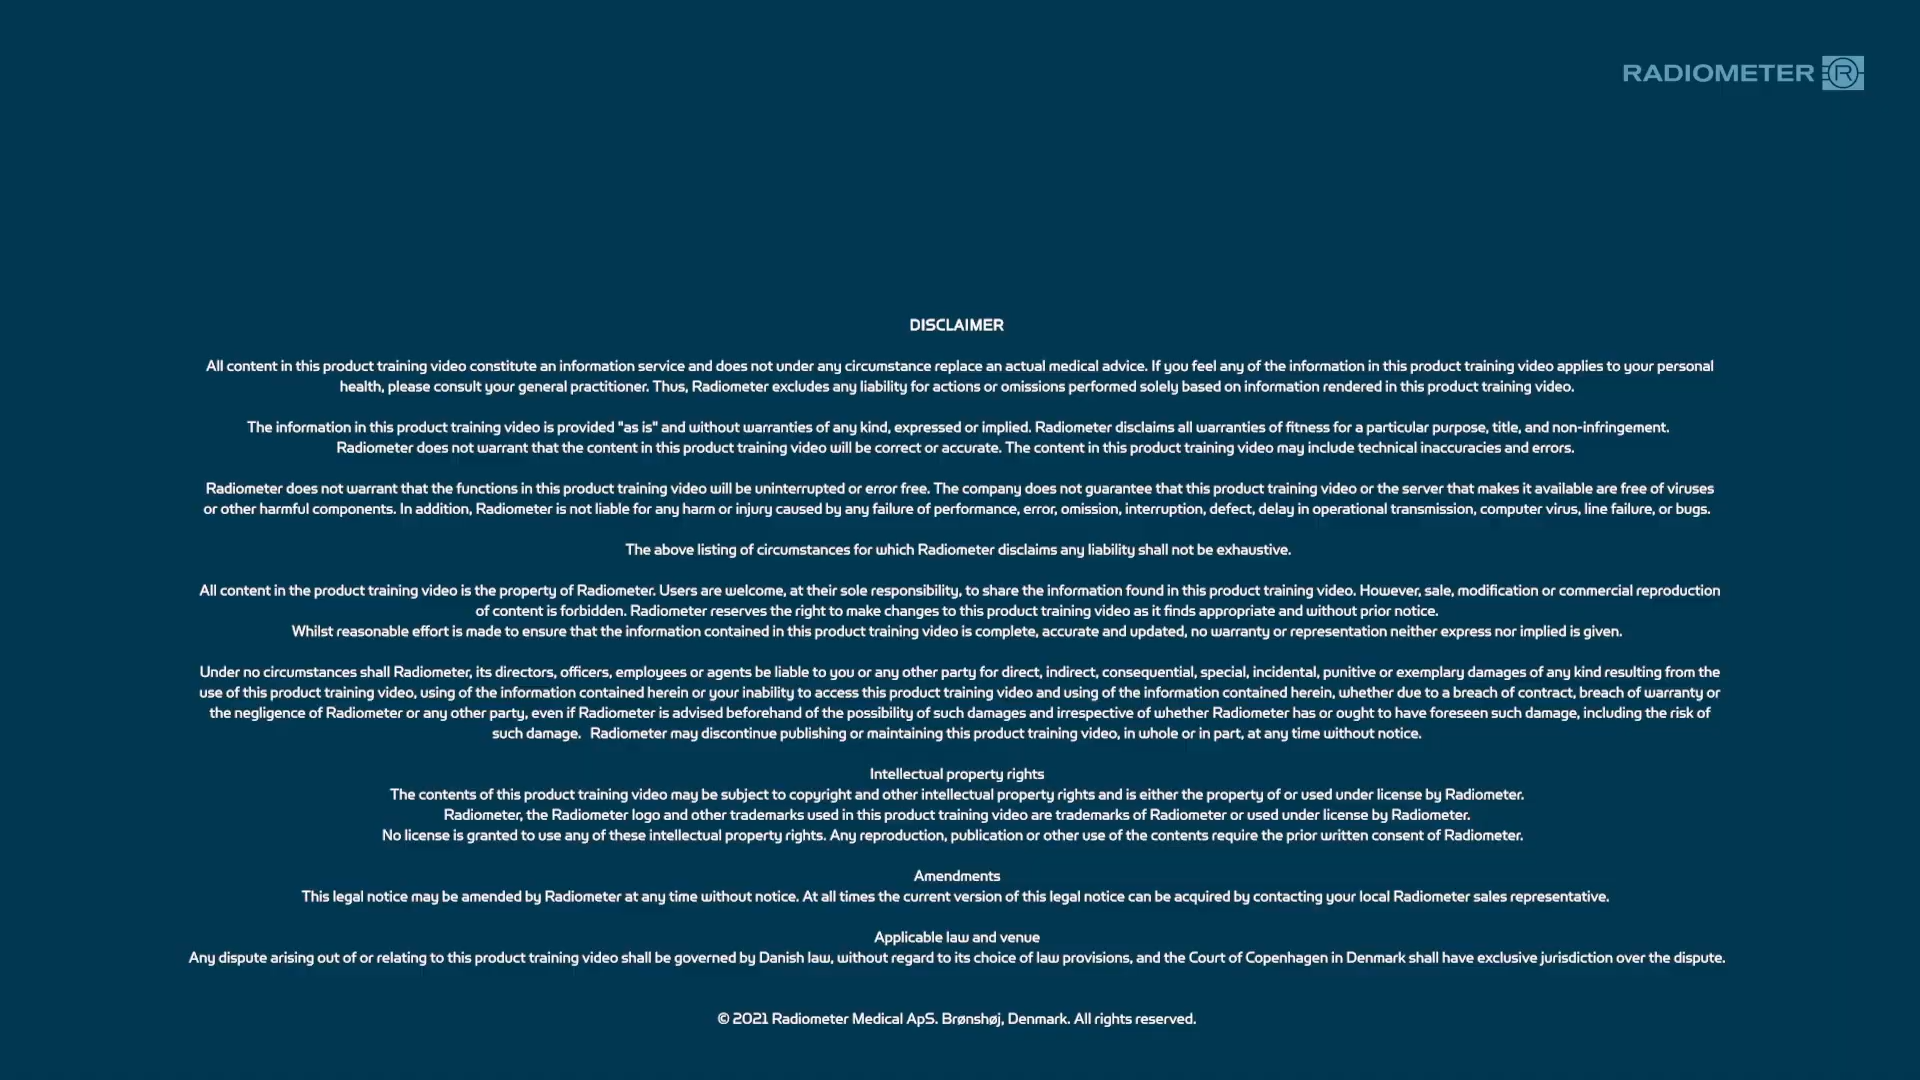 RADIOMETER
DISCLAIMER
All content in this product training video constitute an information service and does not under any circumstance replace an actual medical advice. If you feel any of the information in this product training video applies to your personal
health, please consult your general practitioner. Thus, Radiometer excludes any liability for actions or omissions performed solely based on information rendered in this product training video.
The information in this product training video is provided "as is" and without warranties of any kind, expressed or implied. Radiometer disclaims all warranties of fitness for a particular purpose, title, and non-infringement.
Radiometer does not warrant that the content in this product training video will be correct or accurate. The content in this product training video may include technical inaccuracies and errors.
Radiometer does not warrant that the functions in this product training video will be uninterrupted or error free. The company does not guarantee that this product training video or the server that makes it available are free of viruses
or other harmful components. In addition, Radiometer is not liable for any harm or injury caused by any failure of performance, error, omission, interruption, defect, delay in operational transmission, computer virus, line failure, or bugs.
The above listing of circumstances for which Radiometer disclaims any liability shall not be exhaustive.
All content in the product training video is the property of Radiometer. Users are welcome, at their sole responsibility, to share the information found in this product training video. However, sale, modification or commercial reproduction
of content is forbidden. Radiometer reserves the right to make changes to this product training video as it finds appropriate and without prior notice.
Whilst reasonable effort is made to ensure that the information contained in this product training video is complete, accurate and updated, no warranty or representation neither express nor implied is given.
Under no circumstances shall Radiometer, its directors, officers, employees or agents be liable to you or any other party for direct, indirect, consequential, special, incidental, punitive or exemplary damages of any kind resulting from the
use of this product training video, using of the information contained herein or your inability to access this product training video and using of the information contained herein, whether due to a breach of contract, breach of warranty or
the negligence of Radiometer or any other party, even if Radiometer is advised beforehand of the possibility of such damages and irrespective of whether Radiometer has or ought to have foreseen such damage, including the risk of
such damage. Radiometer may discontinue publishing or maintaining this product training video, in whole or in part, at any time without notice.
Intellectual property rights
The contents of this product training video may be subject to copyright and other intellectual property rights and is either the property of or used under license by Radiometer.
Radiometer, the Radiometer logo and other trademarks used in this product training video are trademarks of Radiometer or used under license by Radiometer.
No license is granted to use any of these intellectual property rights. Any reproduction, publication or other use of the contents require the prior written consent of Radiometer.
Amendments
This legal notice may be amended by Radiometer at any time without notice. At all times the current version of this legal notice can be acquired by contacting your local Radiometer sales representative.
Applicable law and venue
Any dispute arising out of or relating to this product training video shall be governed by Danish law, without regard to its choice of law provisions, and the Court of Copenhagen in Denmark shall have exclusive jurisdiction over the dispute.
© 2021 Radiometer Medical ApS. Brønshøj, Denmark. All rights reserved.